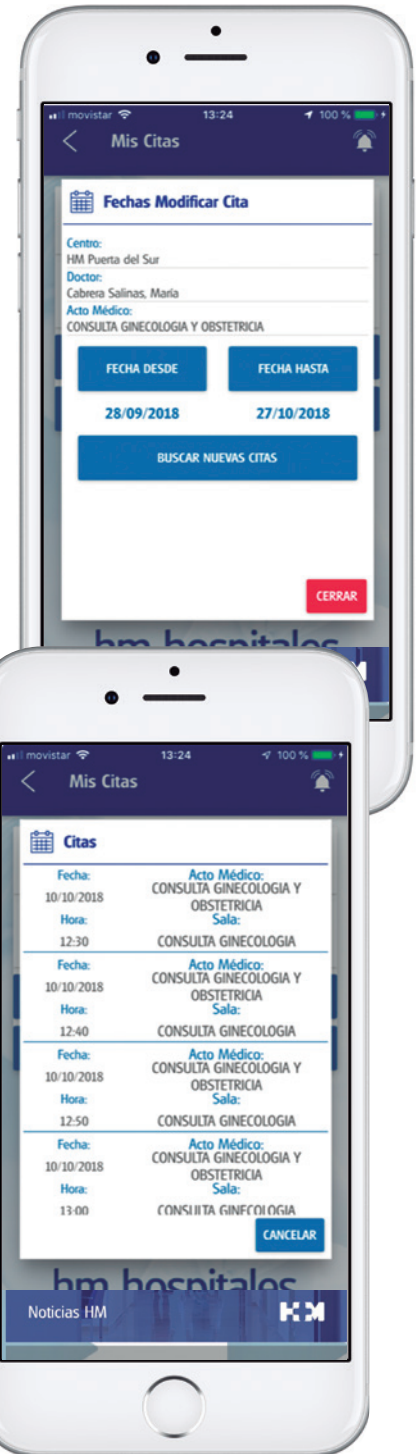 movistar 13:24 100 %
Mis Citas
Fechas Modificar Cita
Centro:
HM Puerta del Sur
Doctor:
Cabrera Salinas, María
Acto Médico:
CONSULTA GINECOLOGIA Y OBSTETRICIA
FECHA DESDE FECHA HASTA
28/09/2018 27/10/2018
BUSCAR NUEVAS CITAS
CERRAR
hm hospitales
movistar 13:24 100 %
Mis Citas
Citas
Fecha: Acto Médico:
10/10/2018 CONSULTA GINECOLOGIA Y
OBSTETRICIA
Hora: Sala:
12:30 CONSULTA GINECOLOGIA
Fecha: Acto Médico:
10/10/2018 CONSULTA GINECOLOGIA Y
OBSTETRICIA
Hora: Sala:
12:40 CONSULTA GINECOLOGIA
Fecha: Acto Médico:
10/10/2018 CONSULTA GINECOLOGIA Y
OBSTETRICIA
Hora: Sala:
12:50 CONSULTA GINECOLOGIA
Fecha: Acto Médico:
10/10/2018 CONSULTA GINECOLOGIA Y
OBSTETRICIA
Hora: Sala:
13:00 CONSULTA GINECOLOGIA
CANCELAR
hm hospitales
Noticias HM HM